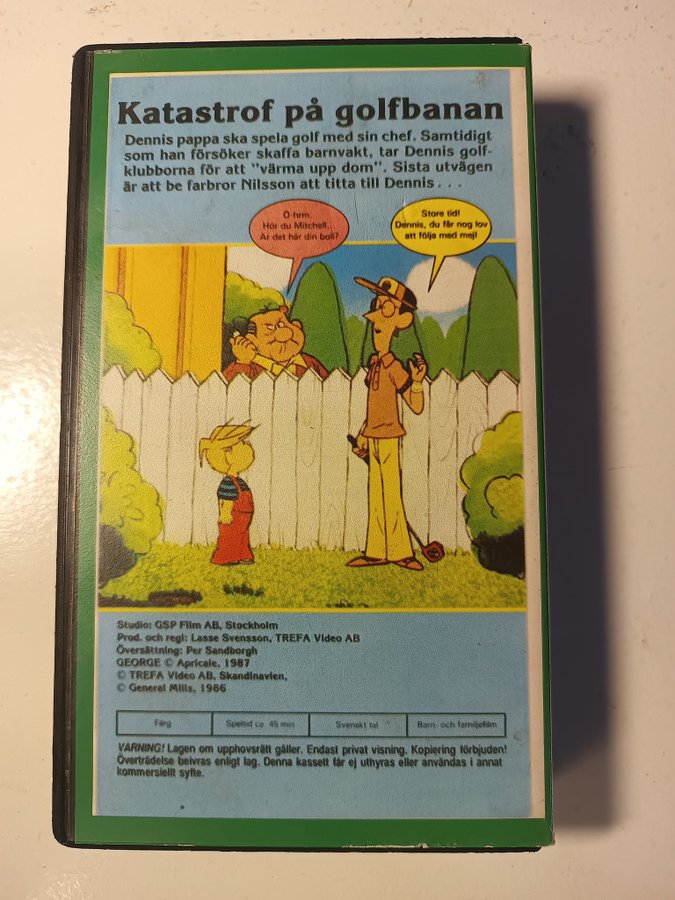 Katastrof på golfbanan
Dennis pappa ska spela golf med sin chef. Samtidigt
som han försöker skaffa barnvakt, tar Dennis golf-
klubborna för att "värma upp dom". Sista utvägen
är att be farbror Nilsson att titta till Dennis . . .
Ö hrm,
Hör du Mitchell...
Är det här din boll?
Store tid!
Dennis, du får nog lov
att följa med mej!
Studio: GSP Film AB, Stockholm
Prod. och regi: Lasse Svensson, TREFA Video AB
Översättning: Per Sandborgh
GEORGE © Apricale, 1987
© TREFA Video AB, Skandinavien,
© General Mills, 1986
Färg
Speltid ca 45 min
Svenskt tal
Barn- och familjefilm
VARNING! Lagen om upphovsrätt gäller. Endast privat visning. Kopiering förbjuden!
Överträdelse beivras enligt lag. Denna kassett får ej uthyras eller användas i annat
kommersiellt syfte.